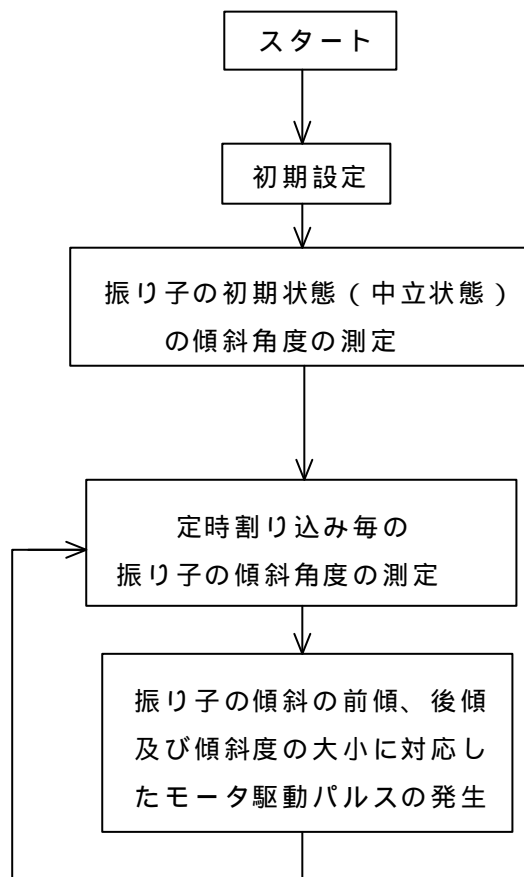 スタート
初期設定
振り子の初期状態(中立状態)
の傾斜角度の測定
定時割り込み毎の
振り子の傾斜角度の測定
振り子の傾斜の前傾、後傾
及び傾斜度の大小に対応し
たモータ駆動パルスの発生